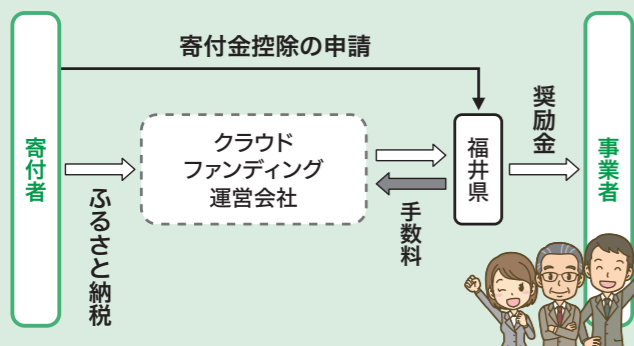 寄付金控除の申請
寄付者
ふるさと納税
クラウド
ファンディング
運営会社
手数料
福井県
奨励金
事業者